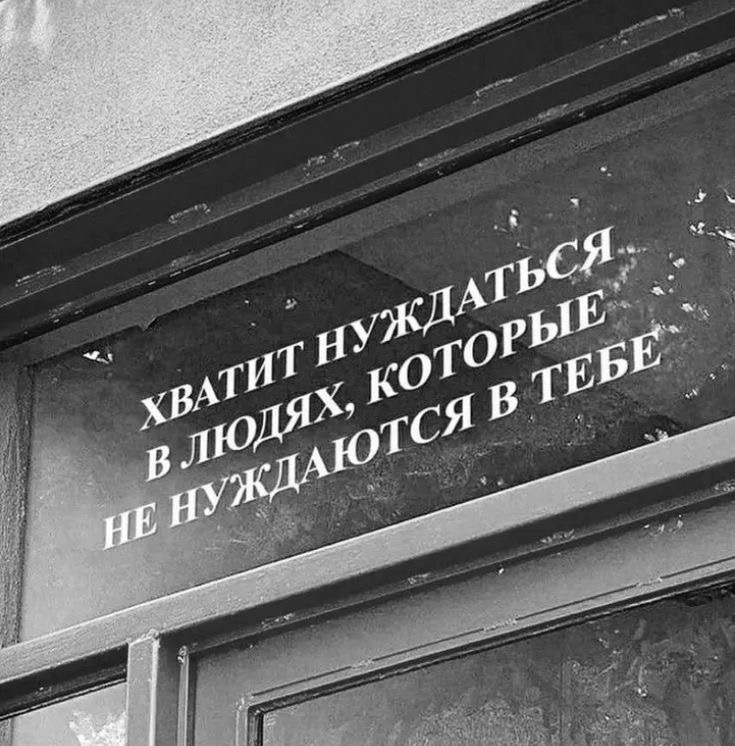 ХВАТИТ НУЖДАТЬСЯ
В ЛЮДЯХ, КОТОРЫЕ
НЕ НУЖДАЮТСЯ В ТЕБЕ